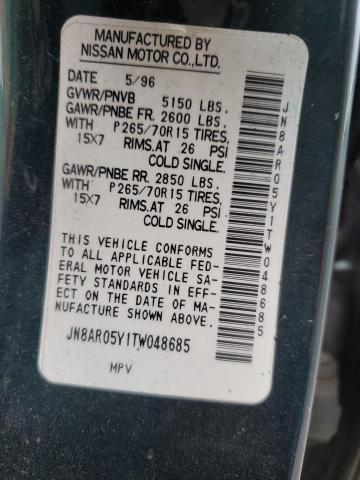 MANUFACTURED BY
NISSAN MOTOR CO.,LTD.
DATE 5/96
GVWR/PNVB 5150 LBS.
GAWR/PNBE FR. 2600 LBS.
WITH P265/70R15 TIRES,
15X7 RIMS.AT 26 PSI
COLD SINGLE.
GAWR/PNBE RR. 2850 LBS.
WITH P265/70R15 TIRES,
15X7 RIMS.AT 26 PSI
COLD SINGLE.
THIS VEHICLE CONFORMS
TO ALL APPLICABLE FED-
ERAL MOTOR VEHICLE SA-
FETY STANDARDS IN EFF-
ECT ON THE DATE OF MA-
NUFACTURE SHOWN ABOVE.
JN8AR05Y1TW048685
MPV
JN8AR05Y1TW048685